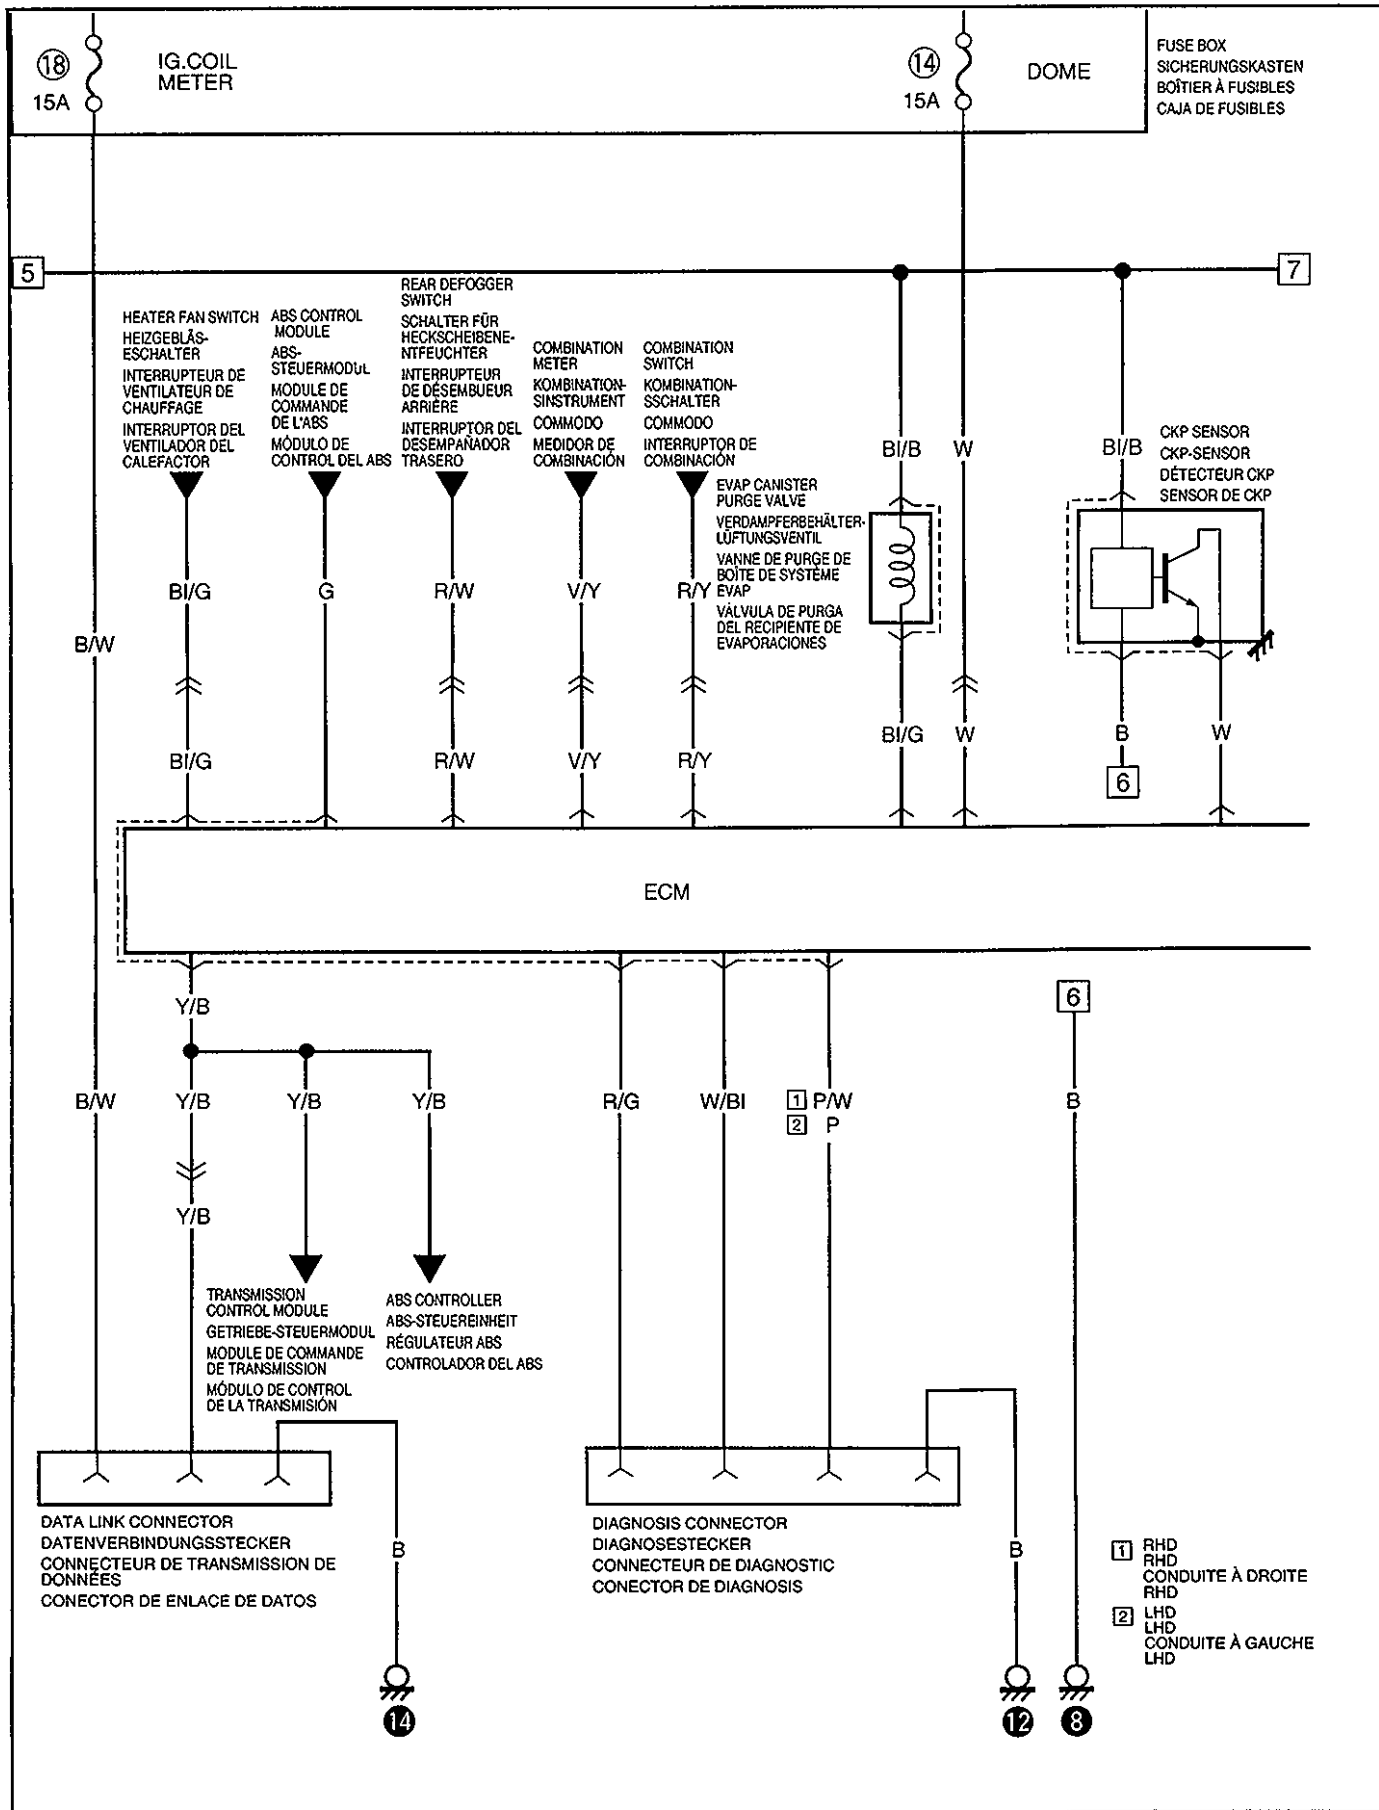 18
15A
IG.COIL
METER
14
15A
DOME
FUSE BOX
SICHERUNGSKASTEN
BOÎTIER À FUSIBLES
CAJA DE FUSIBLES
5
7
HEATER FAN SWITCH
HEIZGEBLÄS-
ESCHALTER
INTERRUPTEUR DE
VENTILATEUR DE
CHAUFFAGE
INTERRUPTOR DEL
VENTILADOR DEL
CALEFACTOR
ABS CONTROL
MODULE
ABS-
STEUERMODUL
MODULE DE
COMMANDE
DE L'ABS
MÓDULO DE
CONTROL DEL ABS
REAR DEFOGGER
SWITCH
SCHALTER FÜR
HECKSCHEIBENE-
NTFEUCHTER
INTERRUPTEUR
DE DÉSEMBUEUR
ARRIÈRE
INTERRUPTOR DEL
DESEMPAÑADOR
TRASERO
COMBINATION
METER
KOMBINATION-
SINSTRUMENT
COMMODO
MEDIDOR DE
COMBINACIÓN
COMBINATION
SWITCH
KOMBINATION-
SSCHALTER
COMMODO
INTERRUPTOR DE
COMBINACIÓN
EVAP CANISTER
PURGE VALVE
VERDAMPFERBEHÄLTER-
LÜFTUNGSVENTIL
VANNE DE PURGE DE
BOÎTE DE SYSTÈME
EVAP
VÁLVULA DE PURGA
DEL RECIPIENTE DE
EVAPORACIONES
BI/B
W
BI/B
CKP SENSOR
CKP-SENSOR
DÉTECTEUR CKP
SENSOR DE CKP
B/W
BI/G
G
R/W
V/Y
R/Y
BI/G
R/W
V/Y
R/Y
BI/G
W
B
W
6
ECM
Y/B
6
B/W
Y/B
Y/B
Y/B
R/G
W/BI
1 P/W
2 P
B
Y/B
TRANSMISSION
CONTROL MODULE
GETRIEBE-STEUERMODUL
MODULE DE COMMANDE
DE TRANSMISSION
MÓDULO DE CONTROL
DE LA TRANSMISIÓN
ABS CONTROLLER
ABS-STEUEREINHEIT
RÉGULATEUR ABS
CONTROLADOR DEL ABS
DATA LINK CONNECTOR
DATENVERBINDUNGSSTECKER
CONNECTEUR DE TRANSMISSION DE
DONNÉES
CONECTOR DE ENLACE DE DATOS
B
DIAGNOSIS CONNECTOR
DIAGNOSESTECKER
CONNECTEUR DE DIAGNOSTIC
CONECTOR DE DIAGNOSIS
B
1 RHD
RHD
CONDUITE À DROITE
RHD
2 LHD
LHD
CONDUITE À GAUCHE
LHD
14
12
8